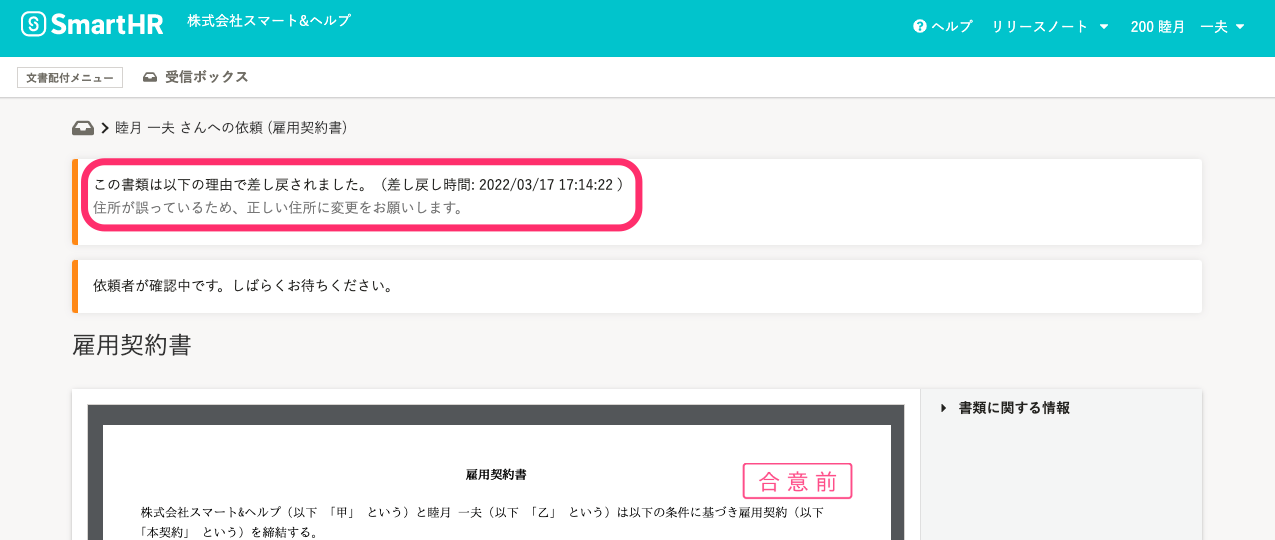 SmartHR 株式会社スマート&ヘルプ ヘルプ リリースノート 200 睦月 一夫
文書配付メニュー 受信ボックス
睦月 一夫 さんへの依頼 (雇用契約書)
この書類は以下の理由で差し戻されました。（差し戻し時間: 2022/03/17 17:14:22 ）
住所が誤っているため、正しい住所に変更をお願いします。
依頼者が確認中です。しばらくお待ちください。
雇用契約書
書類に関する情報
雇用契約書
合意前
株式会社スマート&ヘルプ（以下 「甲」 という）と睦月 一夫（以下 「乙」 という）は以下の条件に基づき雇用契約（以下
「本契約」 という）を締結する。